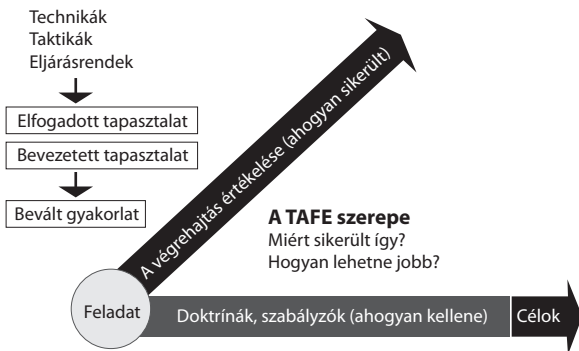 Technikák
Taktikák
Eljárásrendek
Elfogadott tapasztalat
Bevezetett tapasztalat
Bevált gyakorlat
A végrehajtás értékelése (ahogyan sikerült)
A TAFE szerepe
Miért sikerült így?
Hogyan lehetne jobb?
Feladat
Doktrínák, szabályzók (ahogyan kellene)
Célok